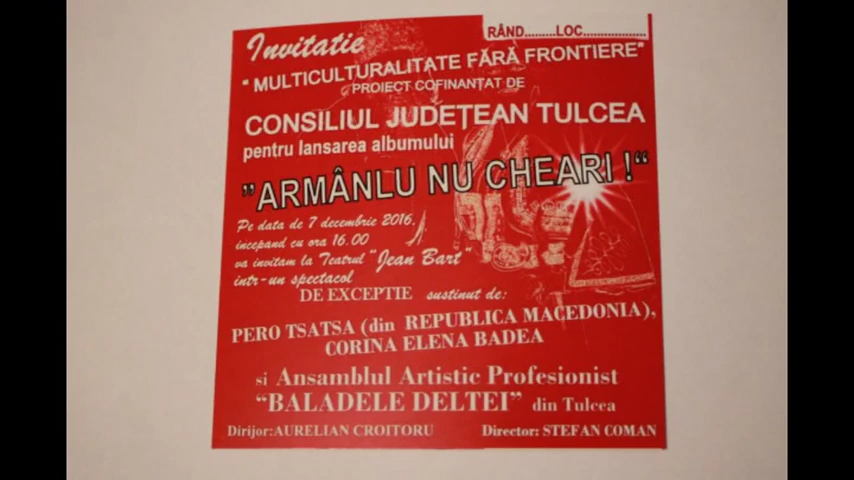 RÂND.........LOC..................
Invitatie
" MULTICULTURALITATE FĂRĂ FRONTIERE"
PROIECT COFINANȚAT DE
CONSILIUL JUDEȚEAN TULCEA
pentru lansarea albumului
"ARMÂNLU NU CHEARI !"
Pe data de 7 decembrie 2016,
incepand cu ora 16.00
va invitam la Teatrul "Jean Bart"
intr-un spectacol
DE EXCEPTIE sustinut de:
PERO TSATSA (din REPUBLICA MACEDONIA),
CORINA ELENA BADEA
si Ansamblul Artistic Profesionist
"BALADELE DELTEI" din Tulcea
Dirijor:AURELIAN CROITORU Director: STEFAN COMAN